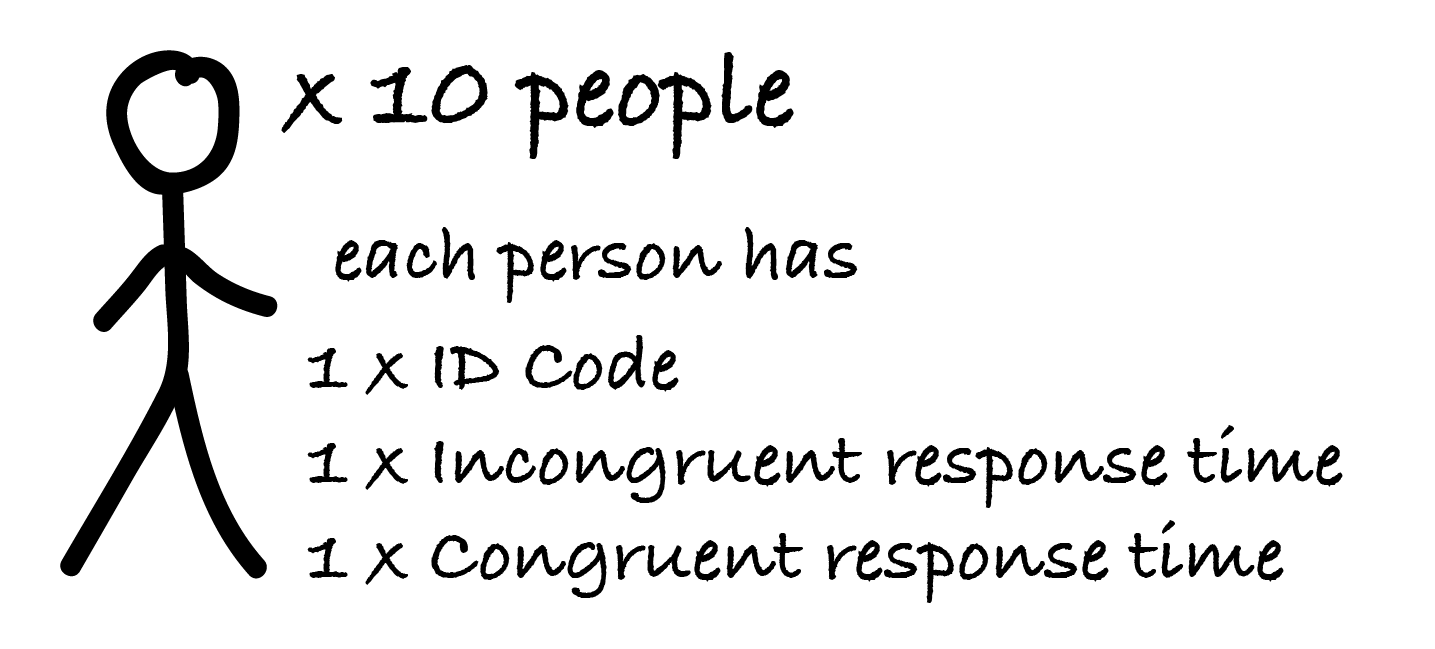 x 10 people
each person has
1 x ID Code
1 x Incongruent response time
1 x Congruent response time